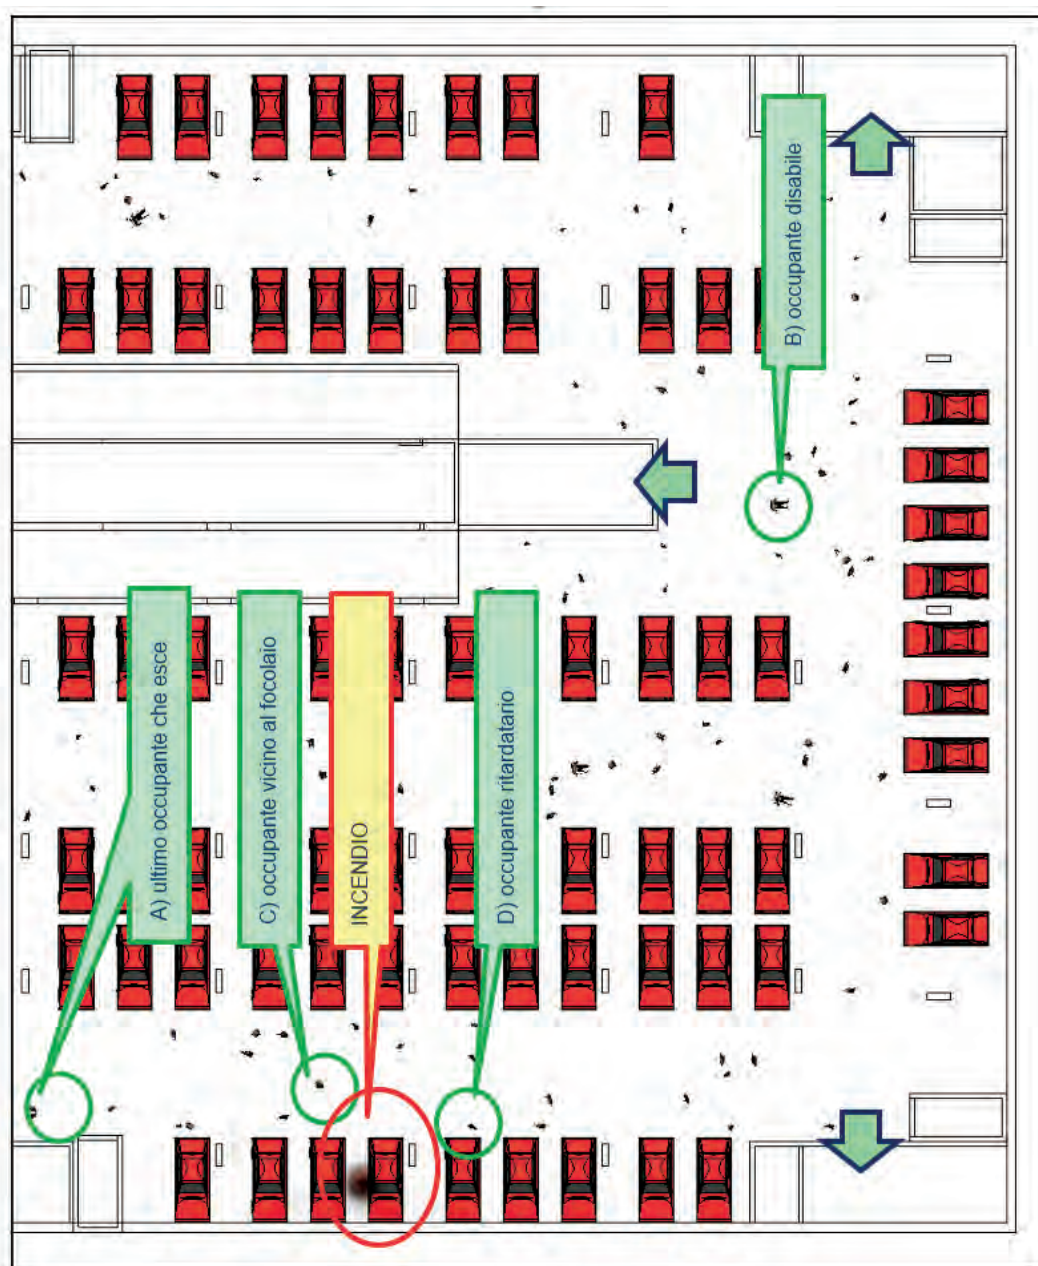 A) ultimo occupante che esce
C) occupante vicino al focolaio
INCENDIO
D) occupante ritardatario
B) occupante disabile